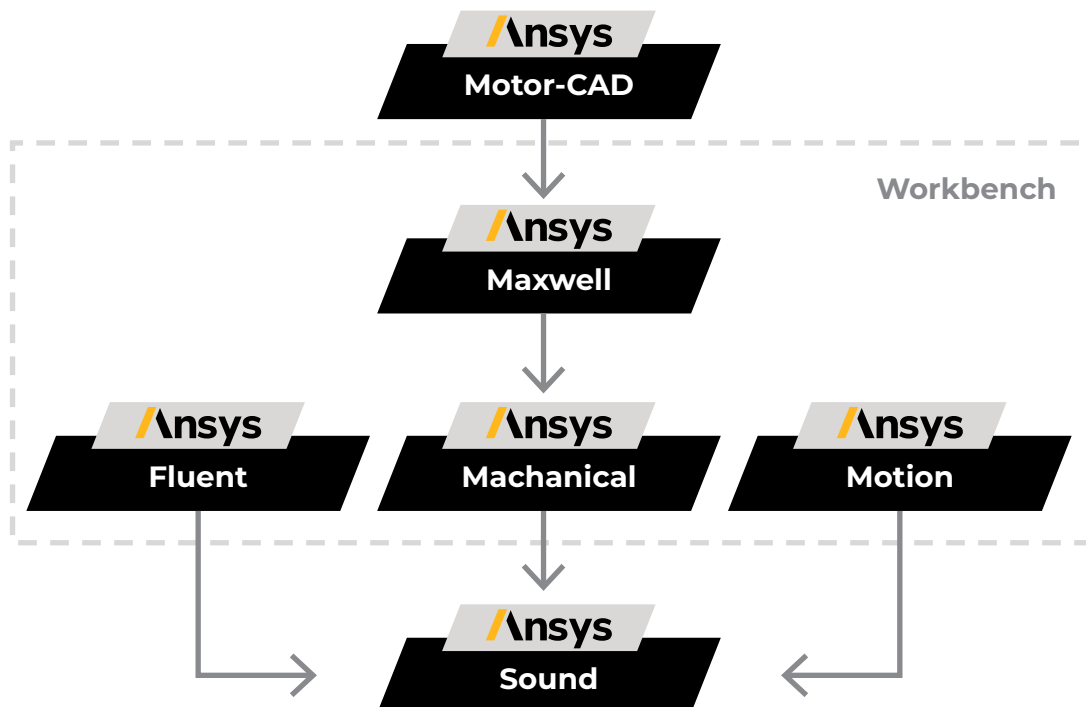 Ansys
Motor-CAD
Workbench
Ansys
Maxwell
Ansys
Fluent
Ansys
Machanical
Ansys
Motion
Ansys
Sound